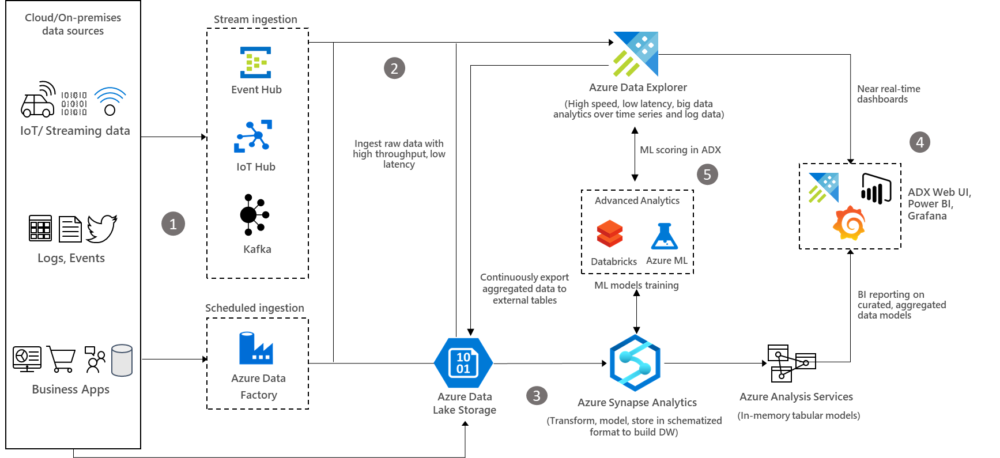 Cloud/On-premises
data sources
IoT/ Streaming data
Logs, Events
Business Apps
1
Stream ingestion
Event Hub
IoT Hub
Kafka
Scheduled ingestion
Azure Data
Factory
2
Ingest raw data with
high throughput, low
latency
Continuously export
aggregated data to
external tables
10
01
Azure Data
Lake Storage
3
Azure Data Explorer
(High speed, low latency, big data
analytics over time series and log data)
ML scoring in ADX
5
Advanced Analytics
Databricks
Azure ML
ML models training
Azure Synapse Analytics
(Transform, model, store in schematized
format to build DW)
Near real-time
dashboards
4
ADX Web UI,
Power BI,
Grafana
BI reporting on
curated, aggregated
data models
Azure Analysis Services
(In-memory tabular models)